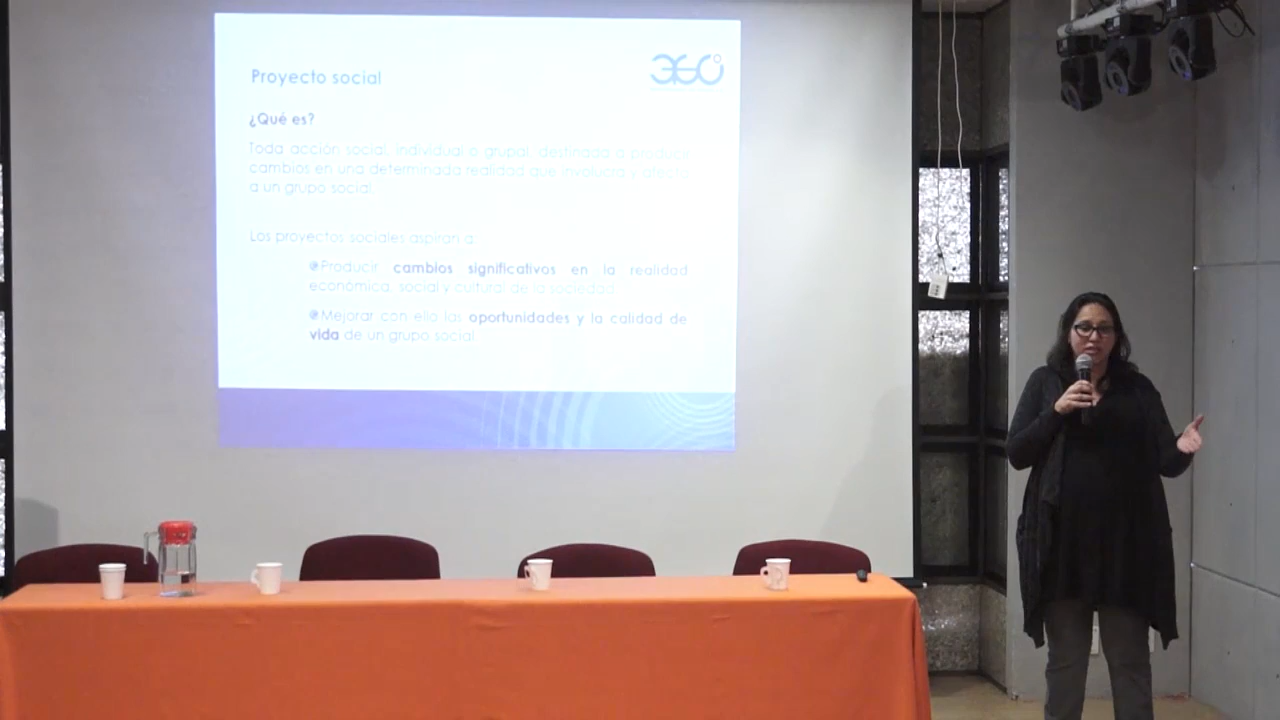 360°
Proyecto social
¿Qué es?
Toda acción social, individual o grupal, destinada a producir
cambios en una determinada realidad que involucra y afecta
a un grupo social.
Los proyectos sociales aspiran a:
Producir cambios significativos en la realidad
económica, social y cultural de la sociedad.
Mejorar con ello las oportunidades y la calidad de
vida de un grupo social.